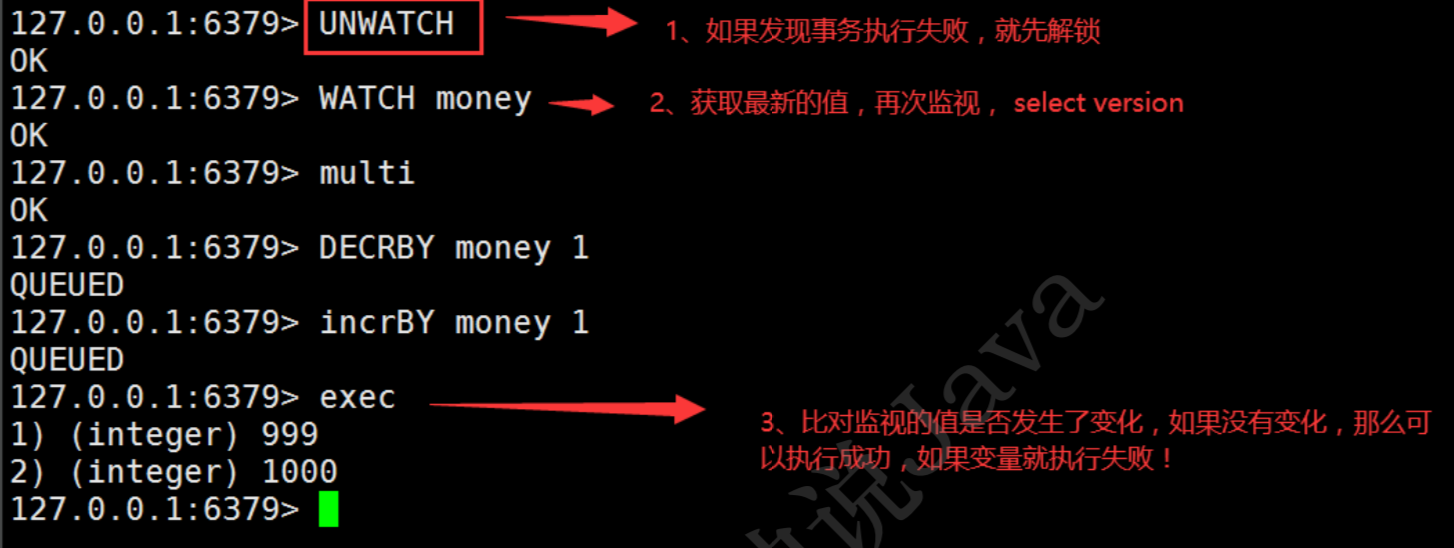 127.0.0.1:6379> UNWATCH
1、如果发现事务执行失败，就先解锁
OK
127.0.0.1:6379> WATCH money
2、获取最新的值，再次监视， select version
OK
127.0.0.1:6379> multi
OK
127.0.0.1:6379> DECRBY money 1
QUEUED
127.0.0.1:6379> incrBY money 1
QUEUED
127.0.0.1:6379> exec
3、比对监视的值是否发生了变化，如果没有变化，那么可
以执行成功，如果变量就执行失败！
1) (integer) 999
2) (integer) 1000
127.0.0.1:6379>
说Java